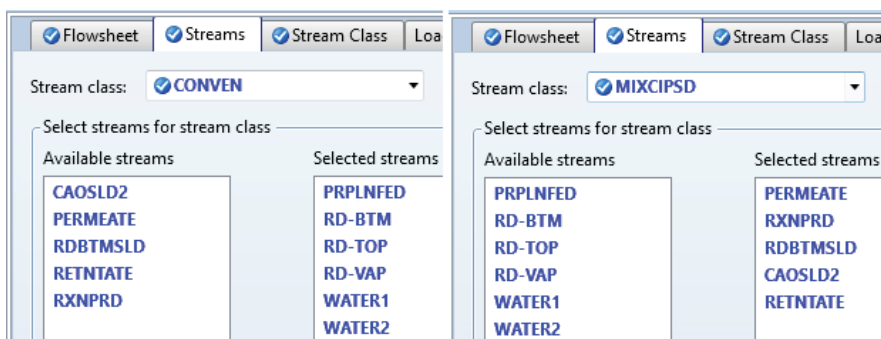 Flowsheet Streams Stream Class Loa
Stream class: CONVEN
Select streams for stream class
Available streams Selected streams
CAOSLD2 PRPLNFED
PERMEATE RD-BTM
RDBTMSLD RD-TOP
RETNTATE RD-VAP
RXNPRD WATER1
WATER2
Flowsheet Streams Stream Class Loa
Stream class: MIXCIPSD
Select streams for stream class
Available streams Selected streams
PRPLNFED PERMEATE
RD-BTM RXNPRD
RD-TOP RDBTMSLD
RD-VAP CAOSLD2
WATER1 RETNTATE
WATER2